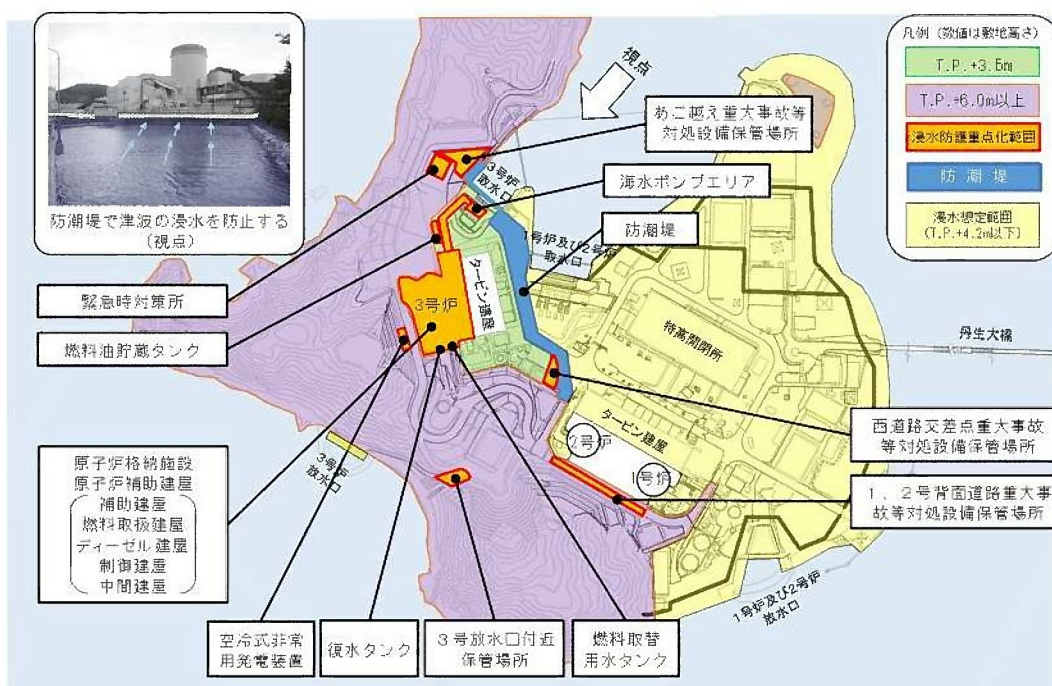 防潮堤で津波の浸水を防止する
（視点）
視点
凡例（数値は敷地高さ）
T.P.+3.5m
T.P.+6.0m以上
浸水防護重点化範囲
防潮堤
浸水想定範囲
（T.P.+4.2m以下）
あご越え重大事故等
対処設備保管場所
海水ポンプエリア
防潮堤
3号炉
取水口
1号炉及び2号炉
取水口
緊急時対策所
燃料油貯蔵タンク
3号炉
タービン建屋
特高開閉所
丹生大橋
タービン建屋
2号炉
1号炉
西道路交差点重大事故
等対処設備保管場所
1、2号背面道路重大事
故等対処設備保管場所
3号炉
放水口
1号炉及び2号炉
放水口
原子炉格納施設
原子炉補助建屋
補助建屋
燃料取扱建屋
ディーゼル建屋
制御建屋
中間建屋
空冷式非常
用発電装置
復水タンク
3号放水口付近
保管場所
燃料取替
用水タンク